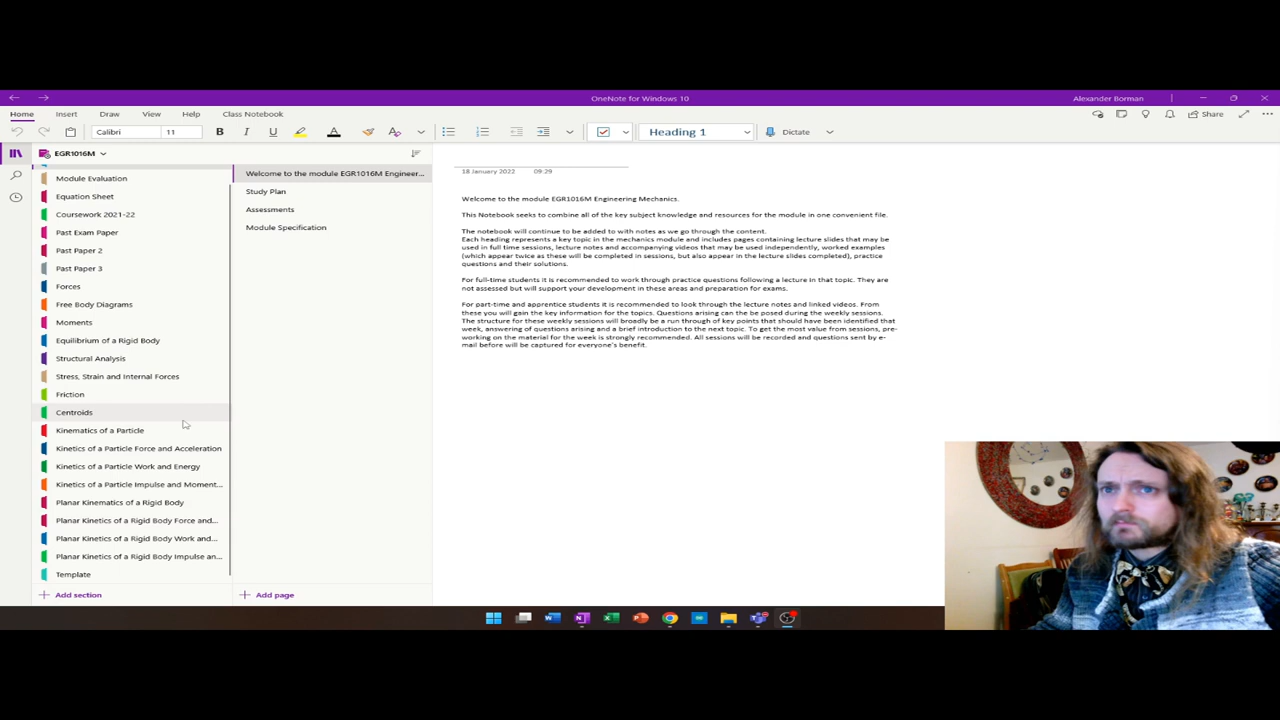 OneNote for Windows 10
Alexander Borman
Home Insert Draw View Help Class Notebook
Share
Calibri 11 B I U A Heading 1 Dictate
EGR1016M
Module Evaluation
Equation Sheet
Coursework 2021-22
Past Exam Paper
Past Paper 2
Past Paper 3
Forces
Free Body Diagrams
Moments
Equilibrium of a Rigid Body
Structural Analysis
Stress, Strain and Internal Forces
Friction
Centroids
Kinematics of a Particle
Kinetics of a Particle Force and Acceleration
Kinetics of a Particle Work and Energy
Kinetics of a Particle Impulse and Moment...
Planar Kinematics of a Rigid Body
Planar Kinetics of a Rigid Body Force and...
Planar Kinetics of a Rigid Body Work and...
Planar Kinetics of a Rigid Body Impulse an...
Template
Add section
Welcome to the module EGR1016M Engineer...
Study Plan
Assessments
Module Specification
Add page
18 January 2022 09:29
Welcome to the module EGR1016M Engineering Mechanics.
This Notebook seeks to combine all of the key subject knowledge and resources for the module in one convenient file.
The notebook will continue to be added to with notes as we go through the content.
Each heading represents a key topic in the mechanics module and includes pages containing lecture slides that may be
used in full time sessions, lecture notes and accompanying videos that may be used independently, worked examples
(which appear twice as these will be completed in sessions, but also appear in the lecture slides completed), practice
questions and their solutions.
For full-time students it is recommended to work through practice questions following a lecture in that topic. They are
not assessed but will support your development in these areas and preparation for exams.
For part-time and apprentice students it is recommended to look through the lecture notes and linked videos. From
these you will gain the key information for the topics. Questions arising can the be posed during the weekly sessions.
The structure for these weekly sessions will broadly be a run through of key points that should have been identified that
week, answering of questions arising and a brief introduction to the next topic. To get the most value from sessions, pre-
working on the material for the week is strongly recommended. All sessions will be recorded and questions sent by e-
mail before will be captured for everyone's benefit.